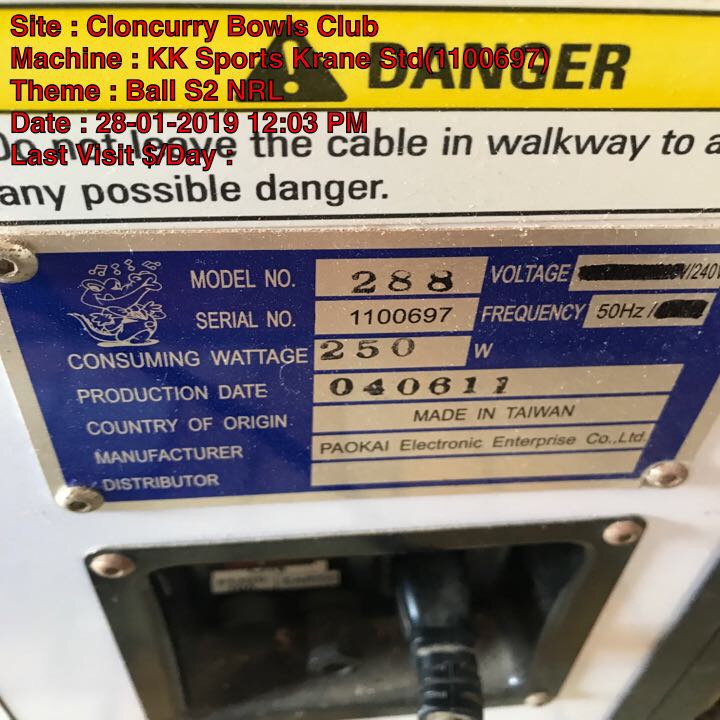 Site : Cloncurry Bowls Club
Machine : KK Sports Krane Std(1100697)
Theme : Ball S2 NRL
Date : 28-01-2019 12:03 PM
Last Visit $/Day :
DANGER
Do not leave the cable in walkway to a
any possible danger.
MODEL NO. 288 VOLTAGE V/240V
SERIAL NO. 1100697 FREQUENCY 50Hz /
CONSUMING WATTAGE 250 W
PRODUCTION DATE 040611
COUNTRY OF ORIGIN MADE IN TAIWAN
MANUFACTURER PAOKAI Electronic Enterprise Co.,Ltd.
DISTRIBUTOR